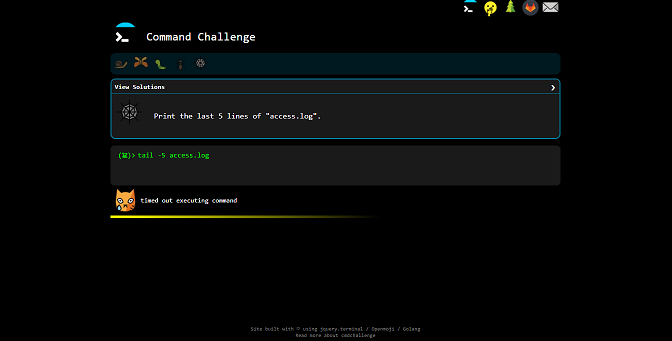 Command Challenge
View Solutions
Print the last 5 lines of "access.log".
tail -5 access.log
timed out executing command
Site built with ♡ using jquery.terminal / Openmoji / Golang
Read more about cmdchallenge